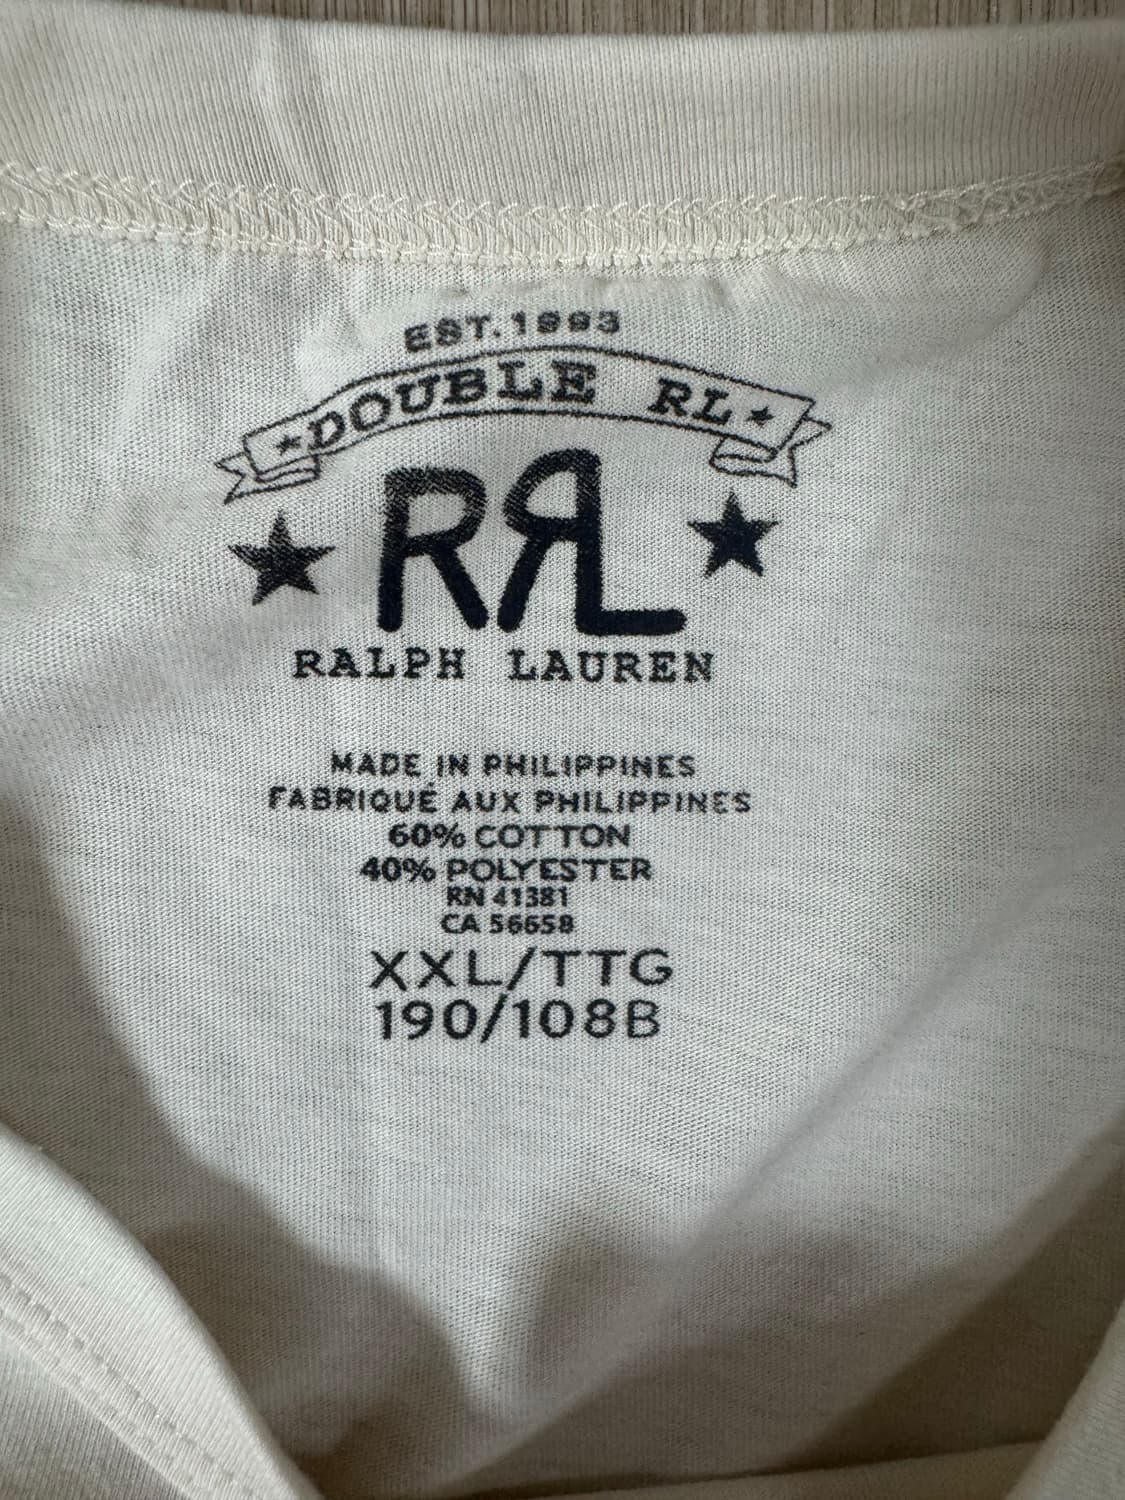 EST. 1993
DOUBLE RL
RRL
RALPH LAUREN
MADE IN PHILIPPINES
FABRIQUÉ AUX PHILIPPINES
60% COTTON
40% POLYESTER
RN 41381
CA 56658
XXL/TTG
190/108B